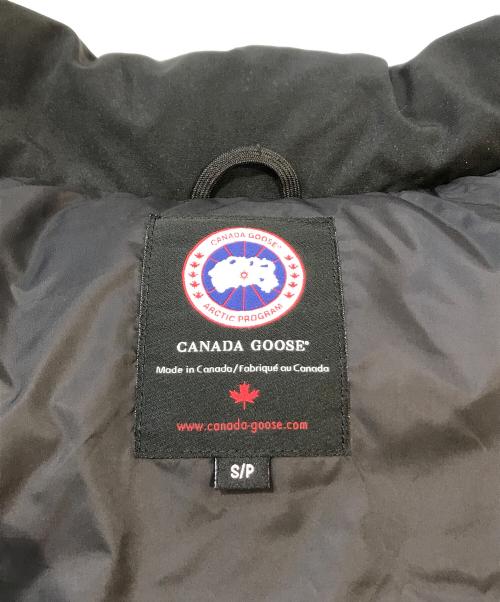 CANADA GOOSE®
ARCTIC PROGRAM
CANADA GOOSE®
Made in Canada/Fabriqué au Canada
www.canada-goose.com
S/P